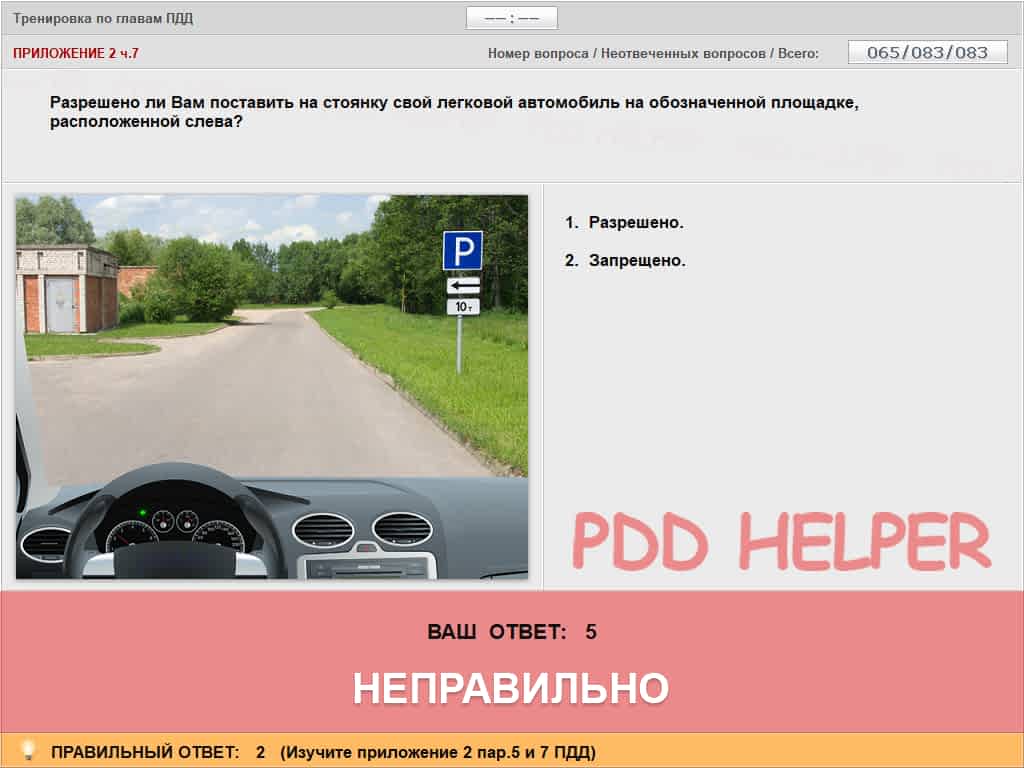 Тренировка по главам ПДД
–– : ––
ПРИЛОЖЕНИЕ 2 ч.7
Номер вопроса / Неотвеченных вопросов / Всего:
065/083/083
Разрешено ли Вам поставить на стоянку свой легковой автомобиль на обозначенной площадке,
расположенной слева?
P
10т
1. Разрешено.
2. Запрещено.
PDD HELPER
ВАШ ОТВЕТ: 5
НЕПРАВИЛЬНО
ПРАВИЛЬНЫЙ ОТВЕТ: 2 (Изучите приложение 2 пар.5 и 7 ПДД)